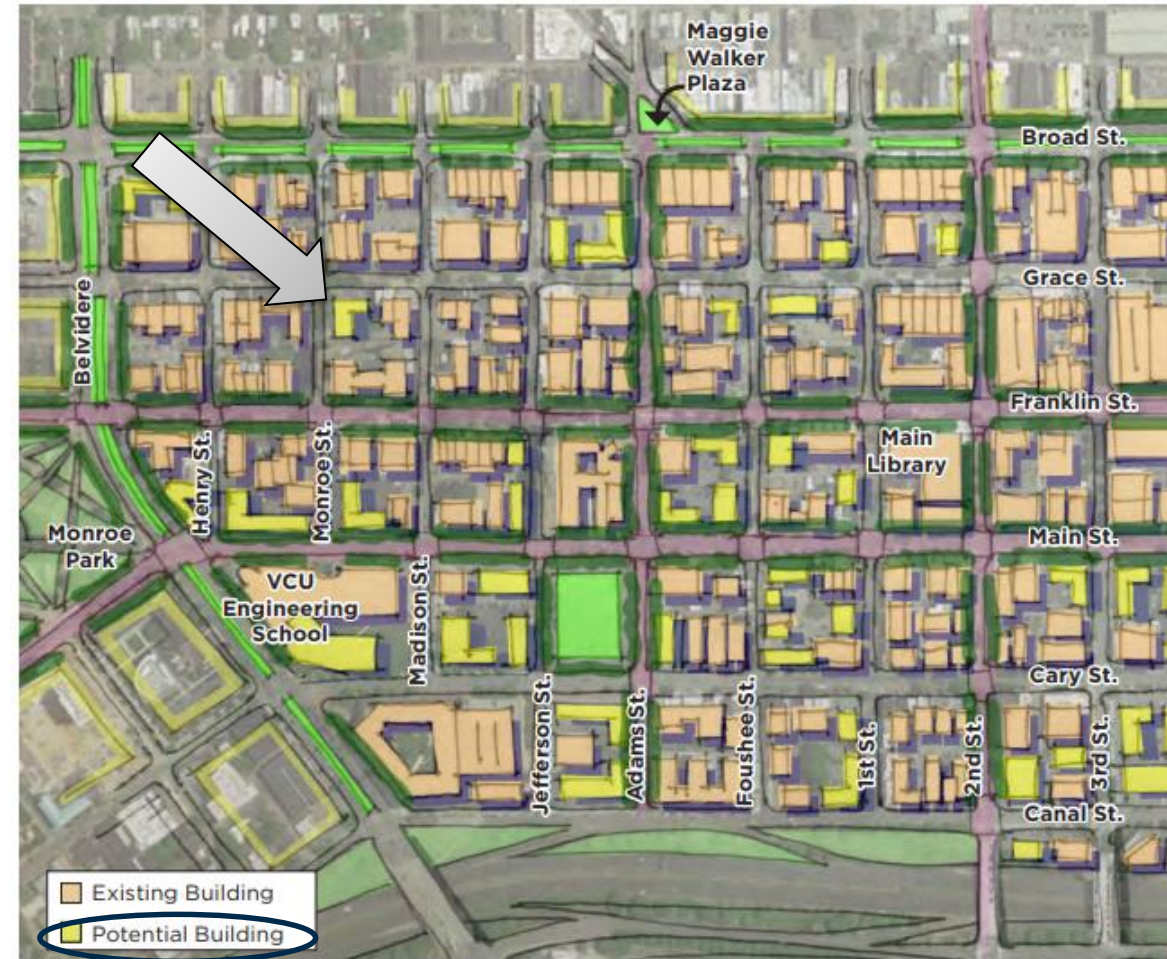 Maggie
Walker
Plaza
Broad St.
Grace St.
Belvidere
Franklin St.
Henry St.
Monroe St.
Main
Library
Monroe
Park
Main St.
VCU
Engineering
School
Madison St.
Cary St.
Jefferson St.
Adams St.
Foushee St.
1st St.
2nd St.
3rd St.
Canal St.
Existing Building
Potential Building